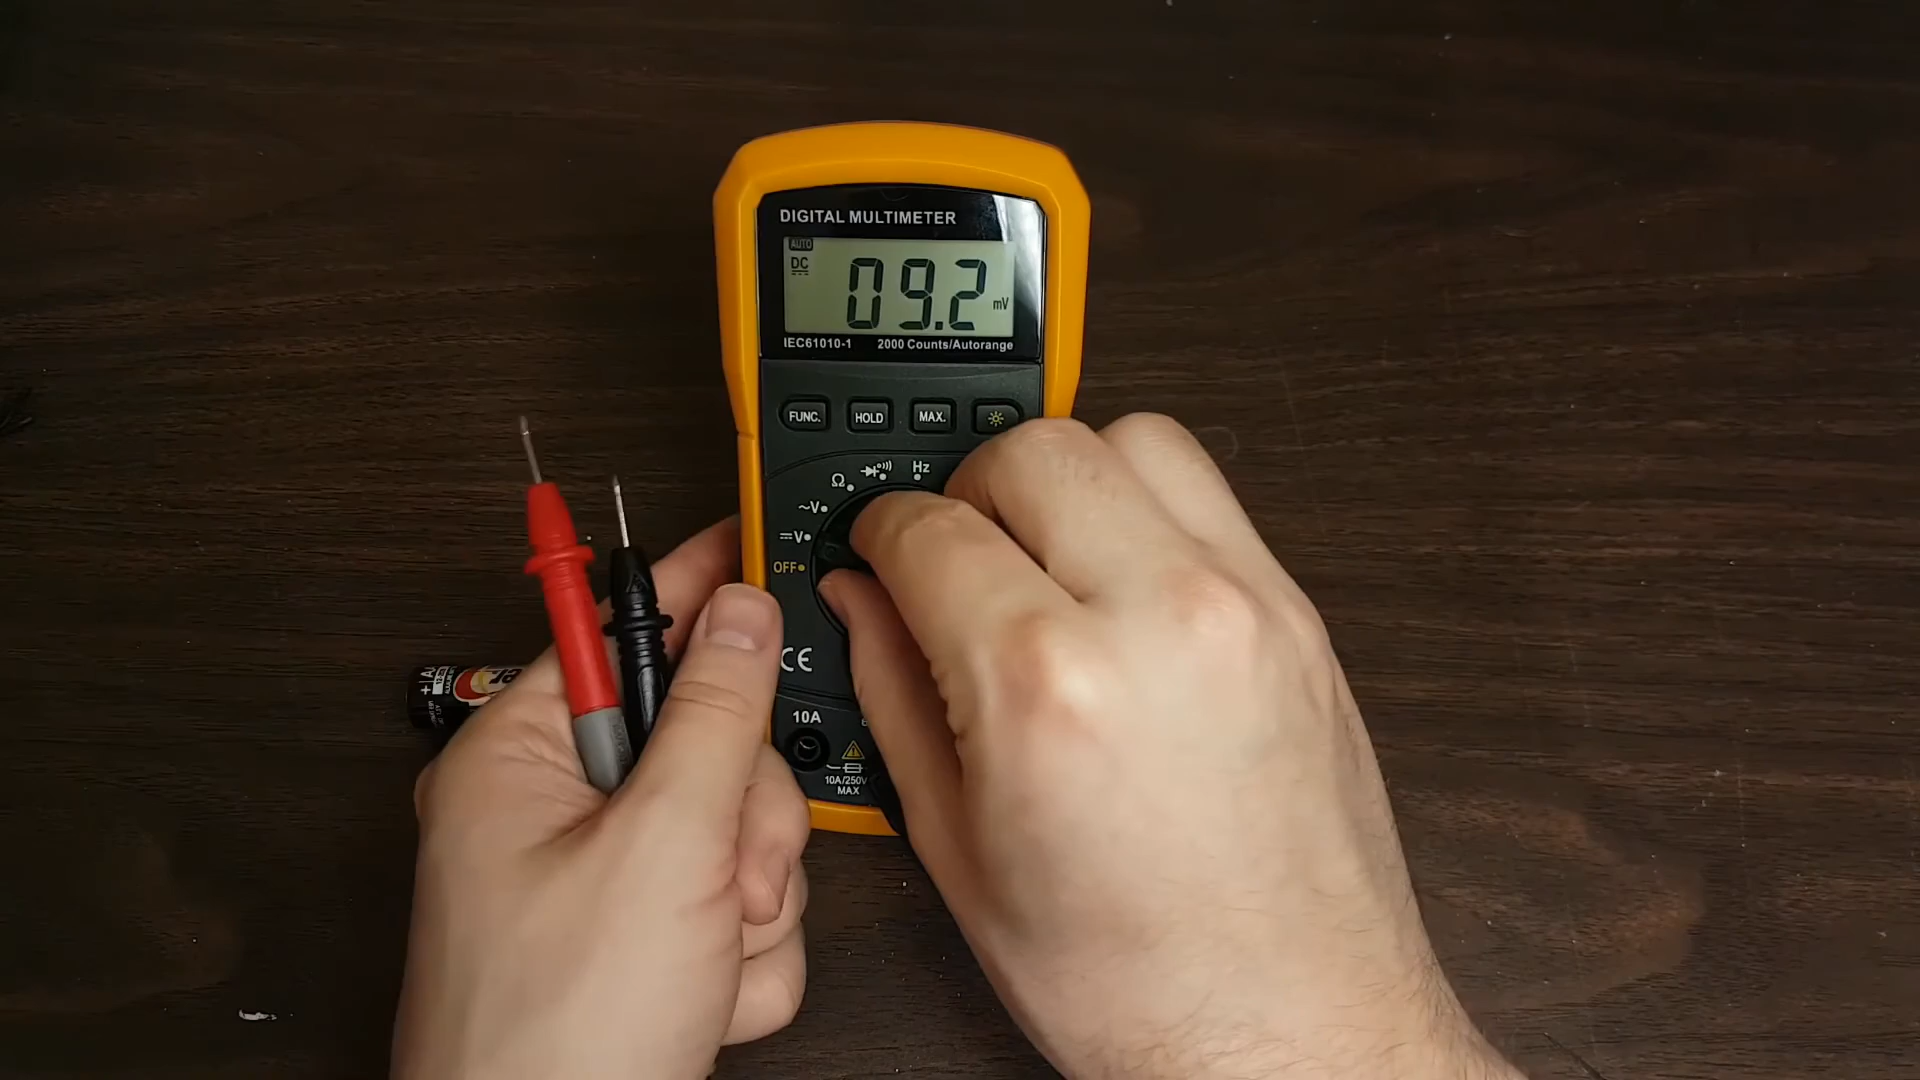 DIGITAL MULTIMETER
AUTO
DC
09.2
mV
IEC61010-1 2000 Counts/Autorange
FUNC. HOLD MAX.
Hz
Ω
~V
V
OFF
CE
10A
10A/250V
MAX